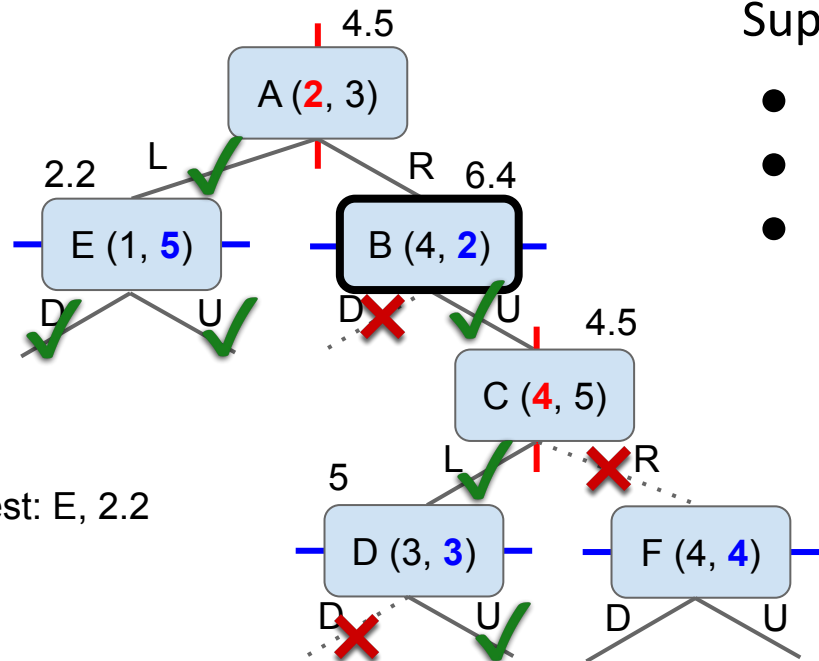 Sup
4.5
A (2, 3)
L
R
2.2
6.4
E (1, 5)
B (4, 2)
D
U
D
U
4.5
C (4, 5)
L
R
5
est: E, 2.2
D (3, 3)
F (4, 4)
D
U
D
U